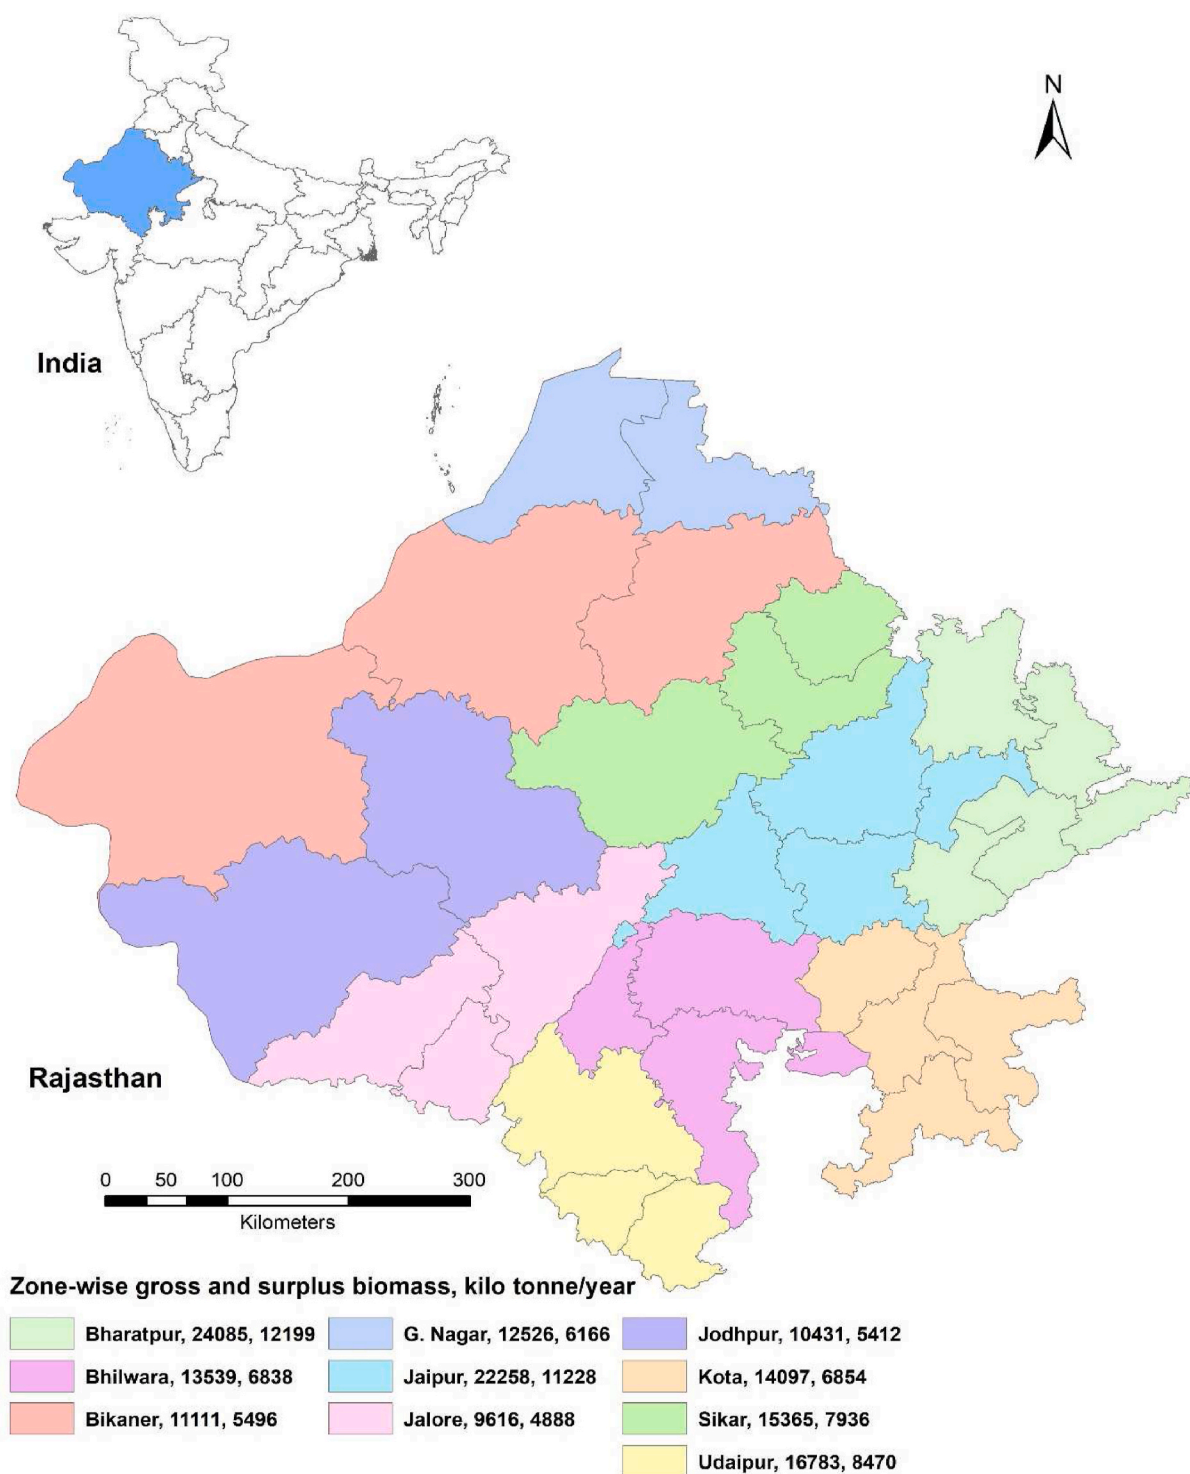 N
India
Rajasthan
0 50 100 200 300
Kilometers
Zone-wise gross and surplus biomass, kilo tonne/year
Bharatpur, 24085, 12199
G. Nagar, 12526, 6166
Jodhpur, 10431, 5412
Bhilwara, 13539, 6838
Jaipur, 22258, 11228
Kota, 14097, 6854
Bikaner, 11111, 5496
Jalore, 9616, 4888
Sikar, 15365, 7936
Udaipur, 16783, 8470